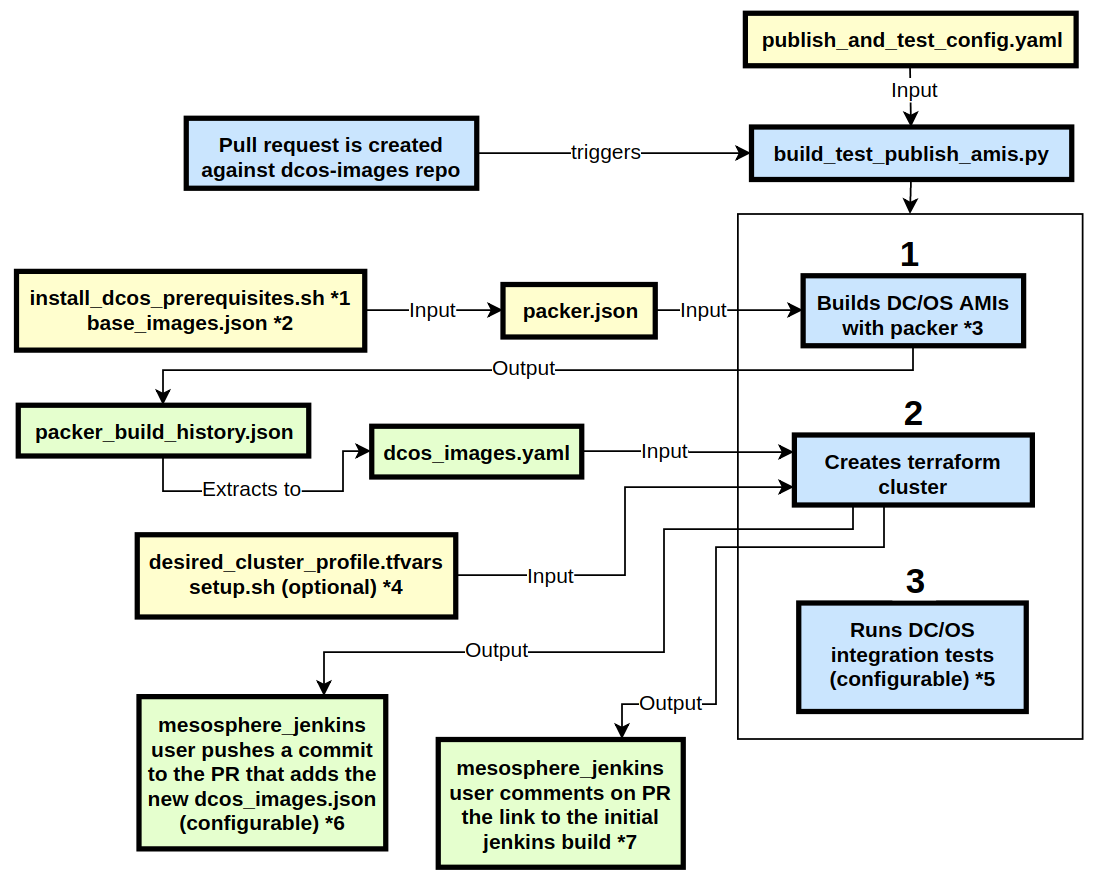 publish_and_test_config.yaml
Input
Pull request is created
against dcos-images repo
triggers
build_test_publish_amis.py
1
install_dcos_prerequisites.sh *1
base_images.json *2
Input
packer.json
Input
Builds DC/OS AMIs
with packer *3
Output
packer_build_history.json
Extracts to
dcos_images.yaml
Input
2
Creates terraform
cluster
desired_cluster_profile.tfvars
setup.sh (optional) *4
Input
3
Runs DC/OS
integration tests
(configurable) *5
Output
mesosphere_jenkins
user pushes a commit
to the PR that adds the
new dcos_images.json
(configurable) *6
Output
mesosphere_jenkins
user comments on PR
the link to the initial
jenkins build *7